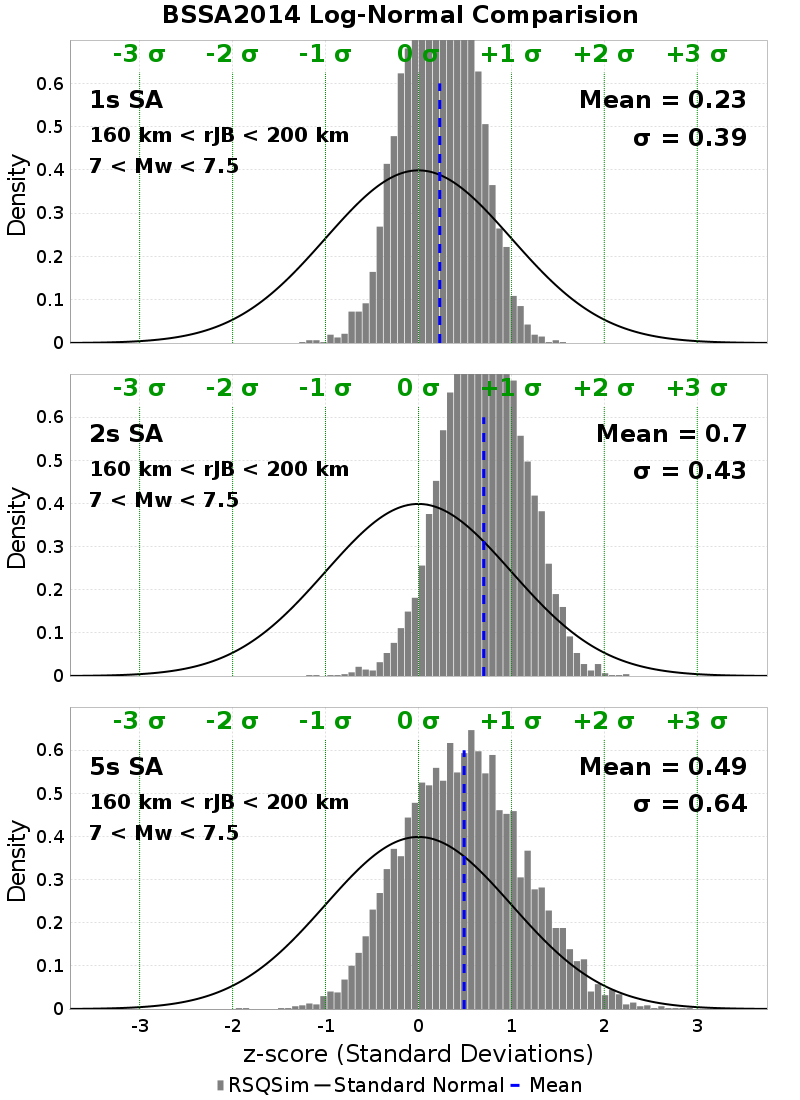 BSSA2014 Log-Normal Comparision
-3 σ -2 σ -1 σ 0 σ +1 σ +2 σ +3 σ
1s SA
160 km < rJB < 200 km
7 < Mw < 7.5
Mean = 0.23
σ = 0.39
Density
0.6
0.5
0.4
0.3
0.2
0.1
0
-3 σ -2 σ -1 σ 0 σ +1 σ +2 σ +3 σ
2s SA
160 km < rJB < 200 km
7 < Mw < 7.5
Mean = 0.7
σ = 0.43
Density
0.6
0.5
0.4
0.3
0.2
0.1
0
-3 σ -2 σ -1 σ 0 σ +1 σ +2 σ +3 σ
5s SA
160 km < rJB < 200 km
7 < Mw < 7.5
Mean = 0.49
σ = 0.64
Density
0.6
0.5
0.4
0.3
0.2
0.1
0
-3 -2 -1 0 1 2 3
z-score (Standard Deviations)
RSQSim Standard Normal Mean